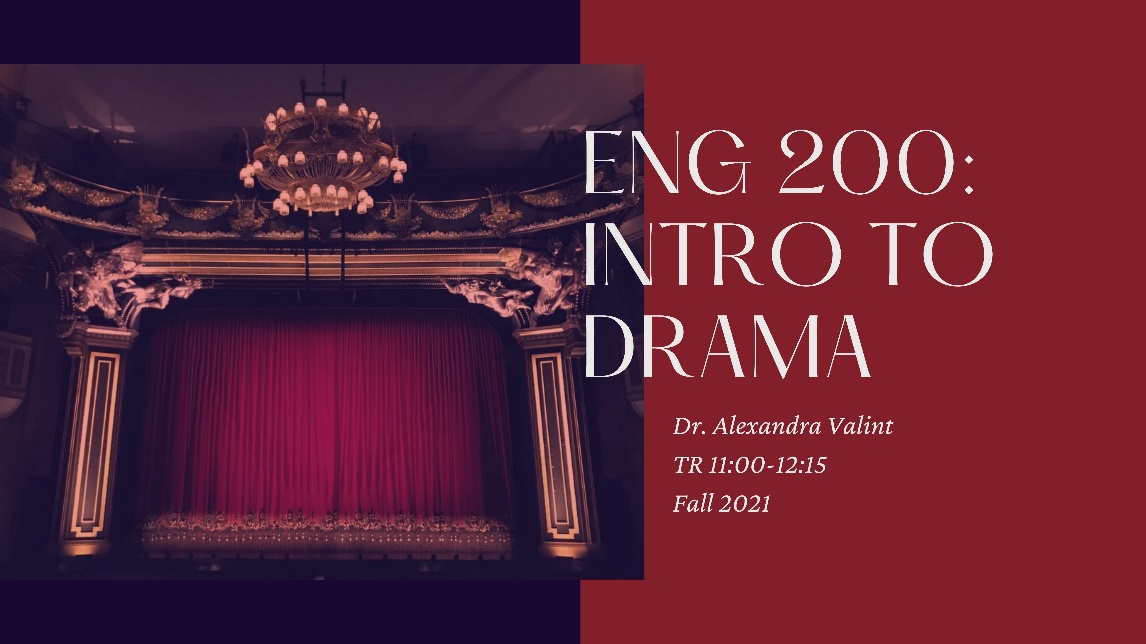 ENG 200:
INTRO TO
DRAMA
Dr. Alexandra Valint
TR 11:00-12:15
Fall 2021